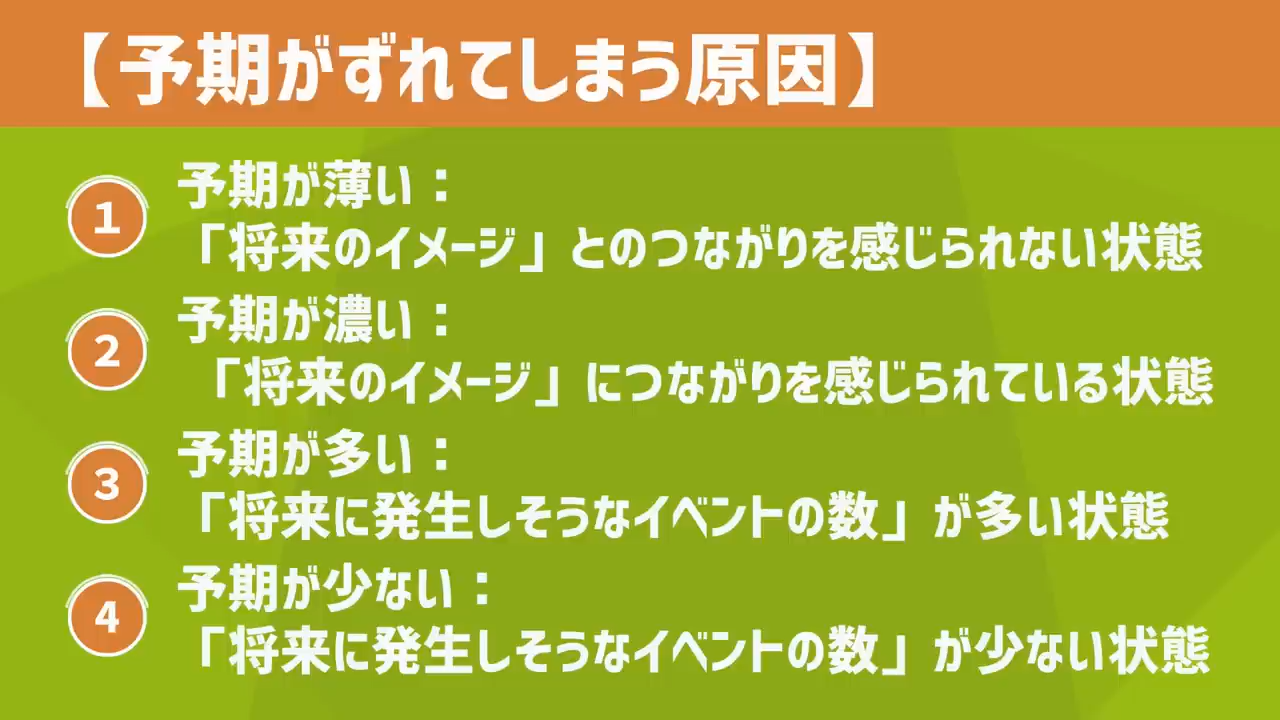 【予期がずれてしまう原因】
1
予期が薄い：
「将来のイメージ」とのつながりを感じられない状態
2
予期が濃い：
「将来のイメージ」につながりを感じられている状態
3
予期が多い：
「将来に発生しそうなイベントの数」が多い状態
4
予期が少ない：
「将来に発生しそうなイベントの数」が少ない状態